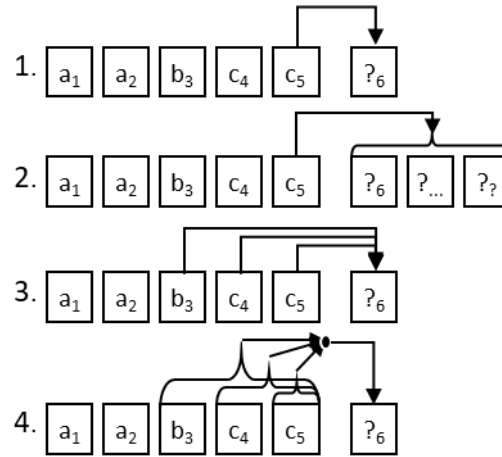 1. a₁ a₂ b₃ c₄ c₅ ?₆
2. a₁ a₂ b₃ c₄ c₅ ?₆ ?... ??
3. a₁ a₂ b₃ c₄ c₅ ?₆
4. a₁ a₂ b₃ c₄ c₅ ?₆